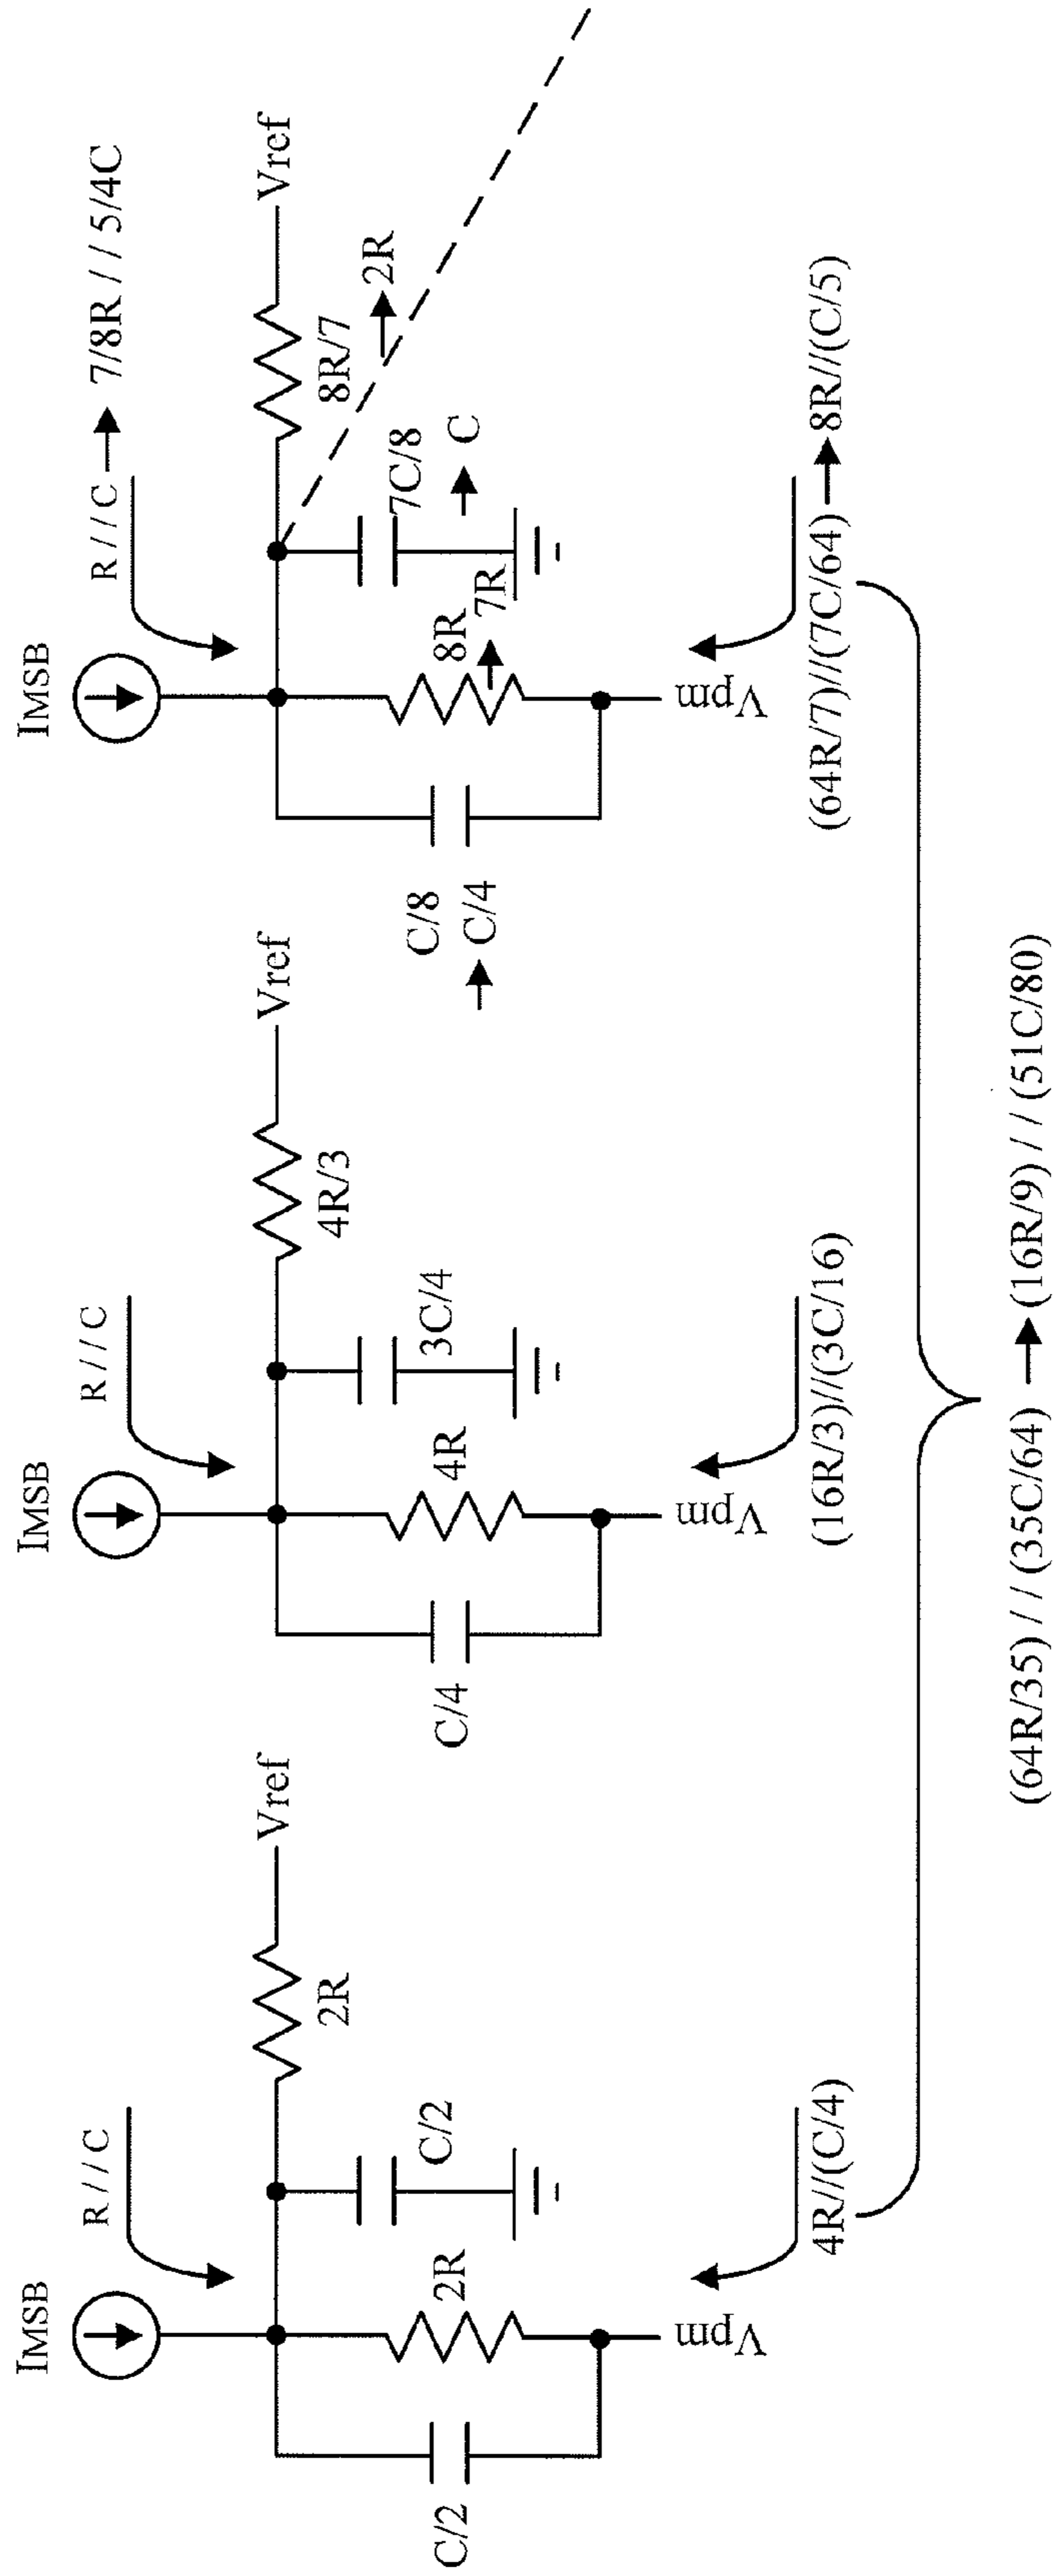 IMSB
R//C
2R
Vref
C/2
2R
C/2
Vpm
4R//(C/4)
IMSB
R//C
4R/3
Vref
C/4
4R
3C/4
Vpm
(16R/3)//(3C/16)
IMSB
R//C → 7/8R//5/4C
8R/7
→ 2R
Vref
C/8
→ C/4
8R
→ 7R
7C/8
→ C
Vpm
(64R/7)//(7C/64) → 8R//(C/5)
(64R/35)//(35C/64) → (16R/9)//(51C/80)